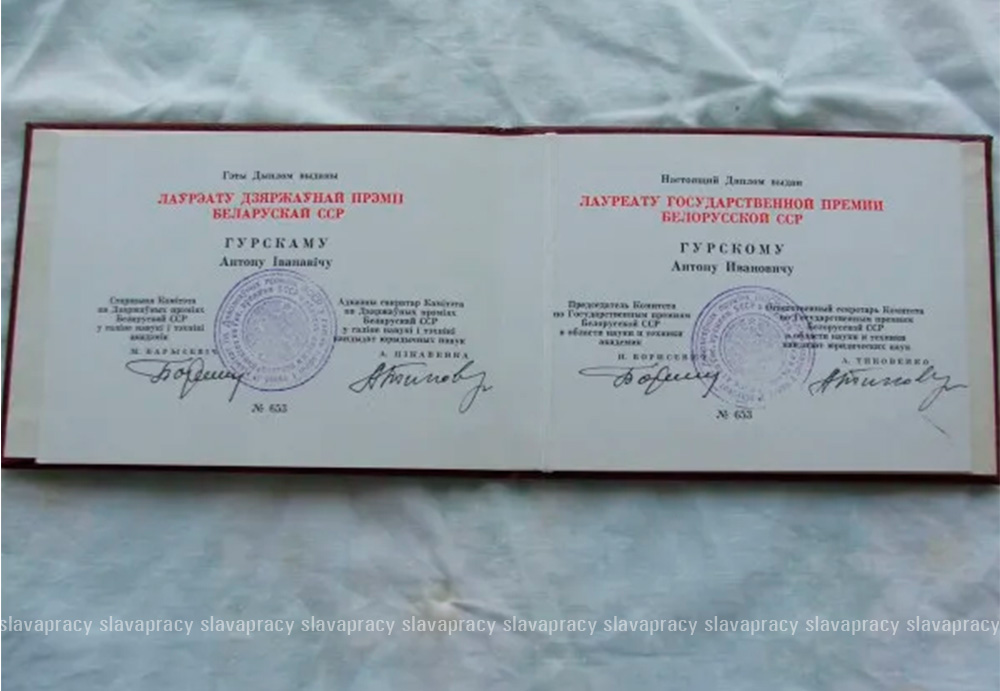 Гэты Дыплом выданы
ЛАЎРЭАТУ ДЗЯРЖАЎНАЙ ПРЭМІІ
БЕЛАРУСКАЙ ССР
ГУРСКАМУ
Антону Іванавічу
Старшыня Камітэта
па Дзяржаўных прэміях
Беларускай ССР
у галіне навукі і тэхнікі
акадэмік
БАРЫСЕВІЧ
Адказны сакратар Камітэта
па Дзяржаўных прэміях
Беларускай ССР
у галіне навукі і тэхнікі
кандыдат юрыдычных навук
А. ЦІКАВЕНКА
№ 653
Настоящий Диплом выдан
ЛАУРЕАТУ ГОСУДАРСТВЕННОЙ ПРЕМИИ
БЕЛОРУССКОЙ ССР
ГУРСКОМУ
Антону Ивановичу
Председатель Комитета
по Государственным премиям
Белорусской ССР
в области науки и техники
академик
БОРИСЕВИЧ
Ответственный секретарь Комитета
по Государственным премиям
Белорусской ССР
в области науки и техники
кандидат юридических наук
А. ТИКОВЕНКО
№ 653
slavapracy slavapracy slavapracy slavapracy slavapracy slavapracy slavapracy slavapracy slavapracy slavapracy